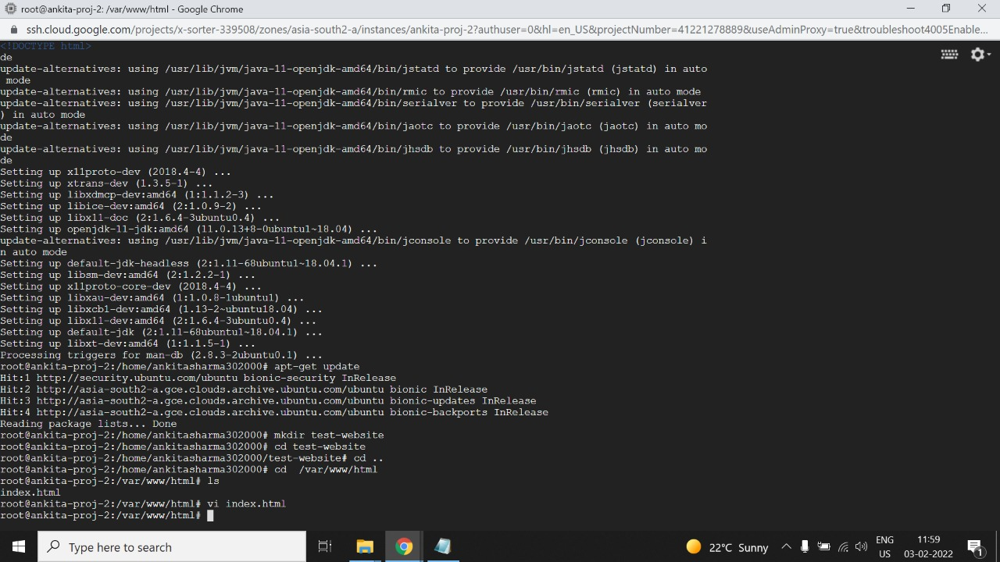 root@ankita-proj-2: /var/www/html - Google Chrome
ssh.cloud.google.com/projects/x-sorter-339508/zones/asia-south2-a/instances/ankita-proj-2?authuser=0&hl=en_US&projectNumber=41221278889&useAdminProxy=true&troubleshoot4005Enable...
<!DOCTYPE html>
de
update-alternatives: using /usr/lib/jvm/java-11-openjdk-amd64/bin/jstatd to provide /usr/bin/jstatd (jstatd) in auto
mode
update-alternatives: using /usr/lib/jvm/java-11-openjdk-amd64/bin/rmic to provide /usr/bin/rmic (rmic) in auto mode
update-alternatives: using /usr/lib/jvm/java-11-openjdk-amd64/bin/serialver to provide /usr/bin/serialver (serialver
) in auto mode
update-alternatives: using /usr/lib/jvm/java-11-openjdk-amd64/bin/jaotc to provide /usr/bin/jaotc (jaotc) in auto mo
de
update-alternatives: using /usr/lib/jvm/java-11-openjdk-amd64/bin/jhsdb to provide /usr/bin/jhsdb (jhsdb) in auto mo
de
Setting up x11proto-dev (2018.4-4) ...
Setting up xtrans-dev (1.3.5-1) ...
Setting up libxdmcp-dev:amd64 (1:1.1.2-3) ...
Setting up libice-dev:amd64 (2:1.0.9-2) ...
Setting up libx11-doc (2:1.6.4-3ubuntu0.4) ...
Setting up openjdk-11-jdk:amd64 (11.0.13+8-0ubuntu1~18.04) ...
update-alternatives: using /usr/lib/jvm/java-11-openjdk-amd64/bin/jconsole to provide /usr/bin/jconsole (jconsole) i
n auto mode
Setting up default-jdk-headless (2:1.11-68ubuntu1~18.04.1) ...
Setting up libsm-dev:amd64 (2:1.2.2-1) ...
Setting up x11proto-core-dev (2018.4-4) ...
Setting up libxau-dev:amd64 (1:1.0.8-1ubuntu1) ...
Setting up libxcb1-dev:amd64 (1.13-2~ubuntu18.04) ...
Setting up libx11-dev:amd64 (2:1.6.4-3ubuntu0.4) ...
Setting up default-jdk (2:1.11-68ubuntu1~18.04.1) ...
Setting up libxt-dev:amd64 (1:1.1.5-1) ...
Processing triggers for man-db (2.8.3-2ubuntu0.1) ...
root@ankita-proj-2:/home/ankitasharma302000# apt-get update
Hit:1 http://security.ubuntu.com/ubuntu bionic-security InRelease
Hit:2 http://asia-south2-a.gce.clouds.archive.ubuntu.com/ubuntu bionic InRelease
Hit:3 http://asia-south2-a.gce.clouds.archive.ubuntu.com/ubuntu bionic-updates InRelease
Hit:4 http://asia-south2-a.gce.clouds.archive.ubuntu.com/ubuntu bionic-backports InRelease
Reading package lists... Done
root@ankita-proj-2:/home/ankitasharma302000# mkdir test-website
root@ankita-proj-2:/home/ankitasharma302000# cd test-website
root@ankita-proj-2:/home/ankitasharma302000/test-website# cd ..
root@ankita-proj-2:/home/ankitasharma302000# cd  /var/www/html
root@ankita-proj-2:/var/www/html# ls
index.html
root@ankita-proj-2:/var/www/html# vi index.html
root@ankita-proj-2:/var/www/html#
Type here to search
22°C Sunny
ENG
US
11:59
03-02-2022
1